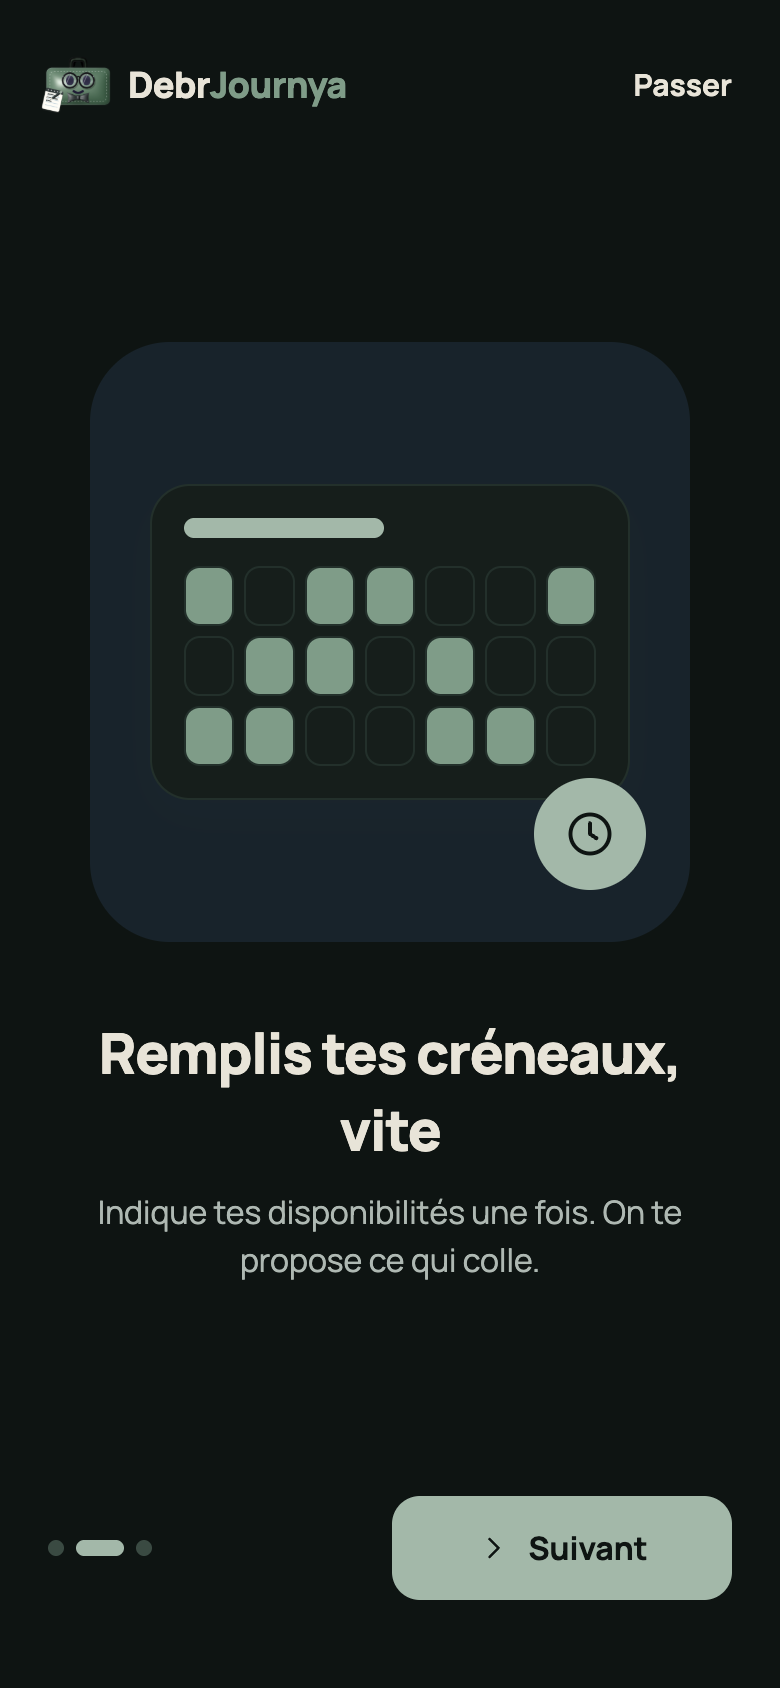 DebrJournya
Passer
Remplis tes créneaux,
vite
Indique tes disponibilités une fois. On te
propose ce qui colle.
Suivant